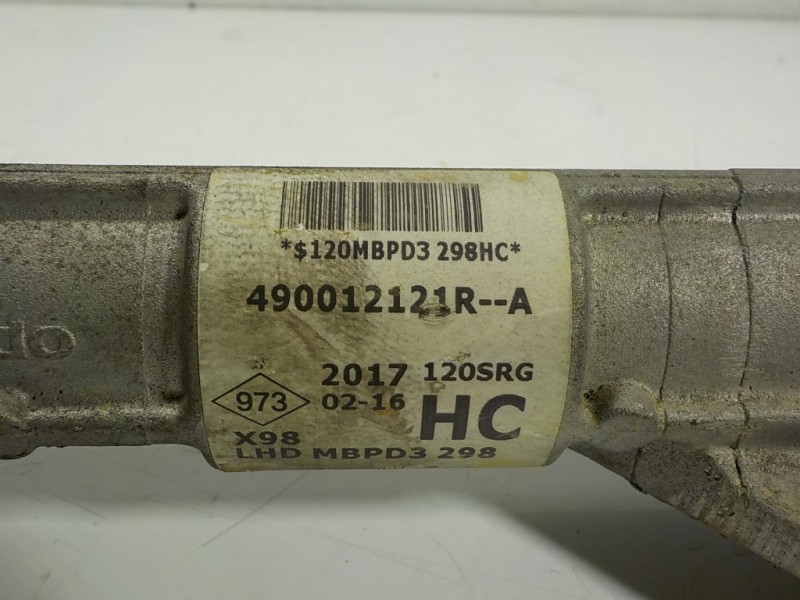 *$120MBPD3 298HC*
490012121R--A
2017 120SRG
973 02-16 HC
X98
LHD MBPD3 298